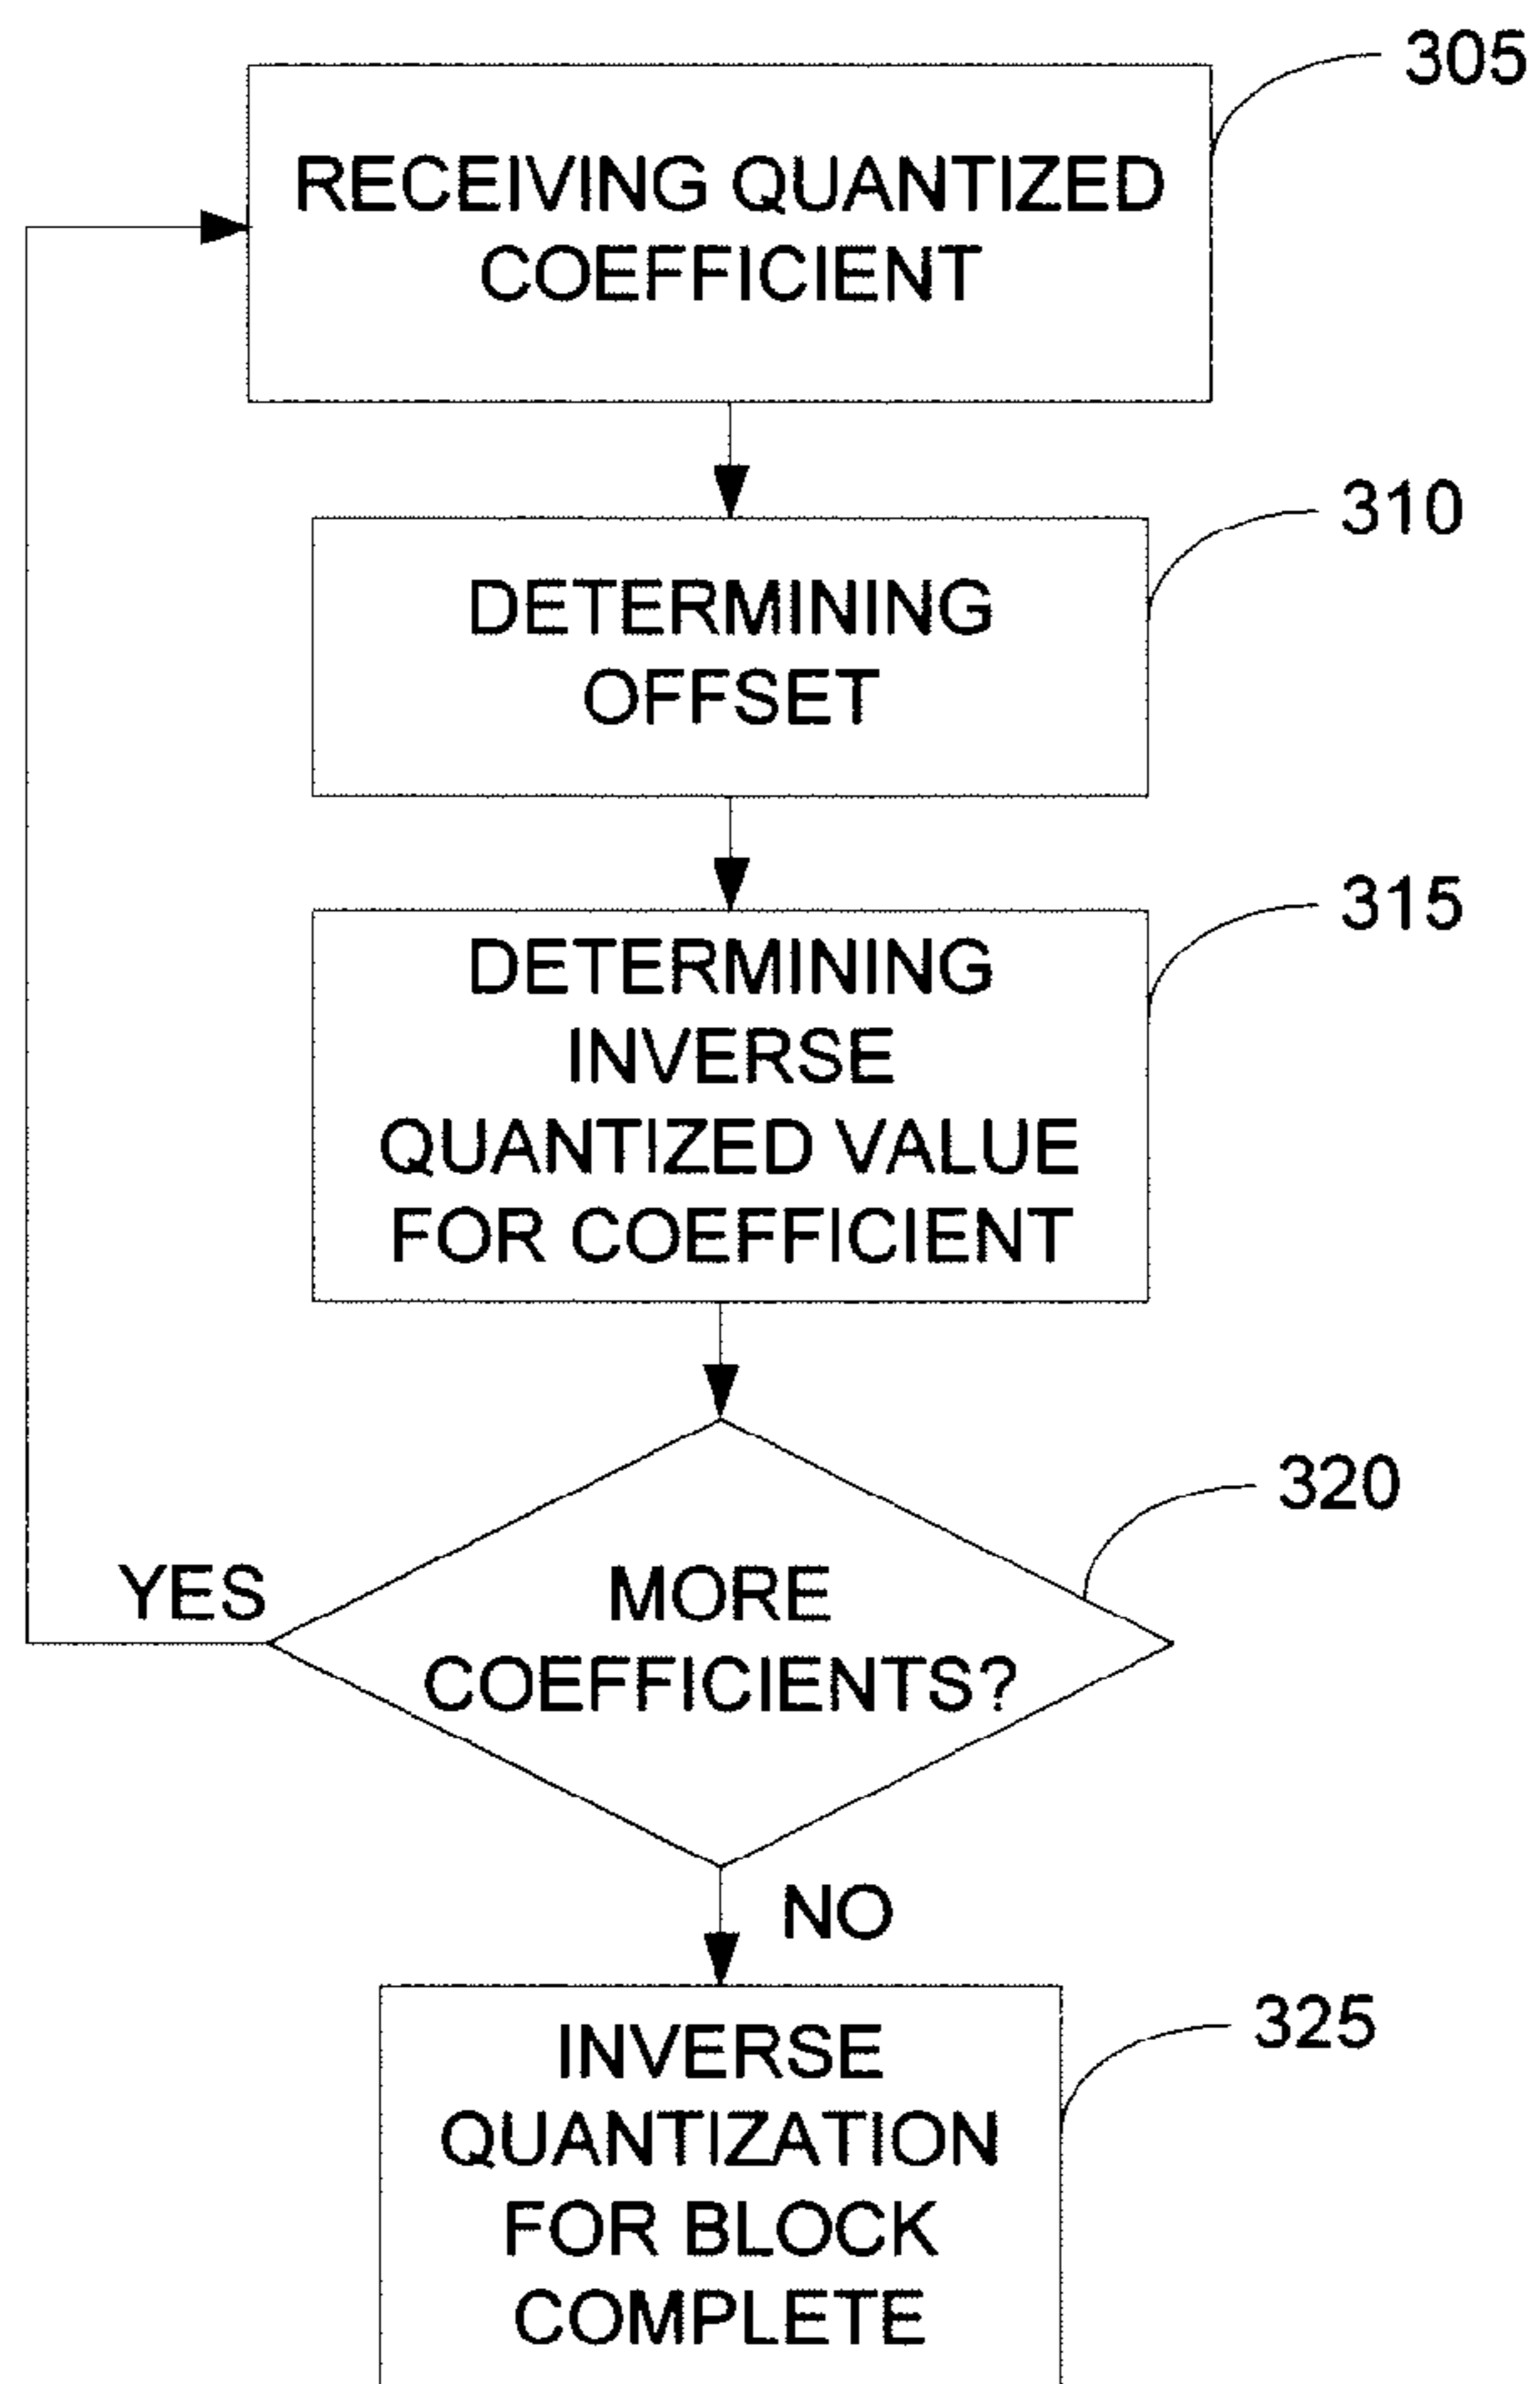 305
RECEIVING QUANTIZED
COEFFICIENT
310
DETERMINING
OFFSET
315
DETERMINING
INVERSE
QUANTIZED VALUE
FOR COEFFICIENT
320
YES
MORE
COEFFICIENTS?
NO
325
INVERSE
QUANTIZATION
FOR BLOCK
COMPLETE